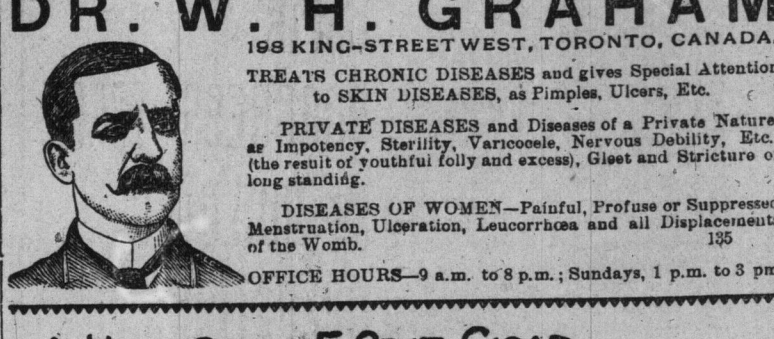 DR. W. H. GRAHAM
198 KING-STREET WEST, TORONTO, CANADA.
TREATS CHRONIC DISEASES and gives Special Attention
to SKIN DISEASES, as Pimples, Ulcers, Etc.
PRIVATE DISEASES and Diseases of a Private Nature
as Impotency, Sterility, Varicocele, Nervous Debility, Etc.
(the result of youthful folly and excess), Gleet and Stricture o
long standing.
DISEASES OF WOMEN—Painful, Profuse or Suppressed
Menstruation, Ulceration, Leucorrhœa and all Displacements
of the Womb. 135
OFFICE HOURS—9 a.m. to 8 p.m.; Sundays, 1 p.m. to 3 pm